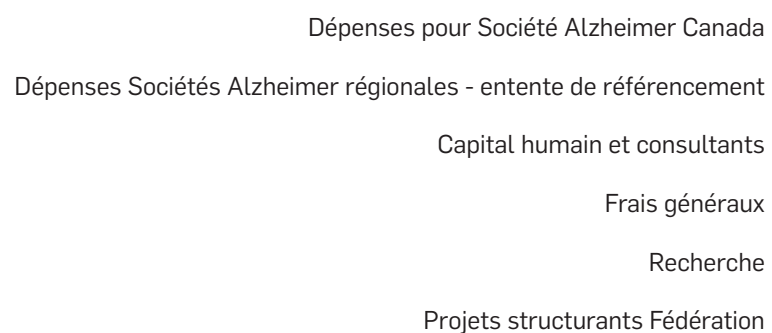 Dépenses pour Société Alzheimer Canada
Dépenses Sociétés Alzheimer régionales - entente de référencement
Capital humain et consultants
Frais généraux
Recherche
Projets structurants Fédération